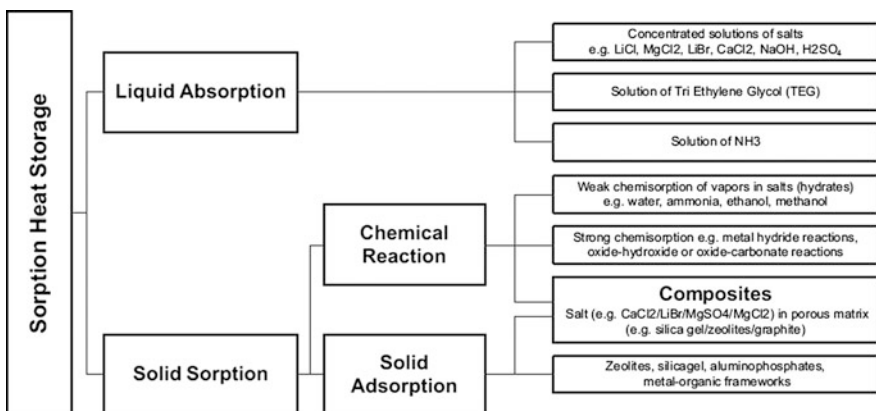 Sorption Heat Storage
Liquid Absorption
Concentrated solutions of salts
e.g. LiCl, MgCl2, LiBr, CaCl2, NaOH, H2SO₄
Solution of Tri Ethylene Glycol (TEG)
Solution of NH3
Solid Sorption
Chemical
Reaction
Weak chemisorption of vapors in salts (hydrates)
e.g. water, ammonia, ethanol, methanol
Strong chemisorption e.g. metal hydride reactions,
oxide-hydroxide or oxide-carbonate reactions
Composites
Salt (e.g. CaCl2/LiBr/MgSO4/MgCl2) in porous matrix
(e.g. silica gel/zeolites/graphite)
Solid
Adsorption
Zeolites, silicagel, aluminophosphates,
metal-organic frameworks